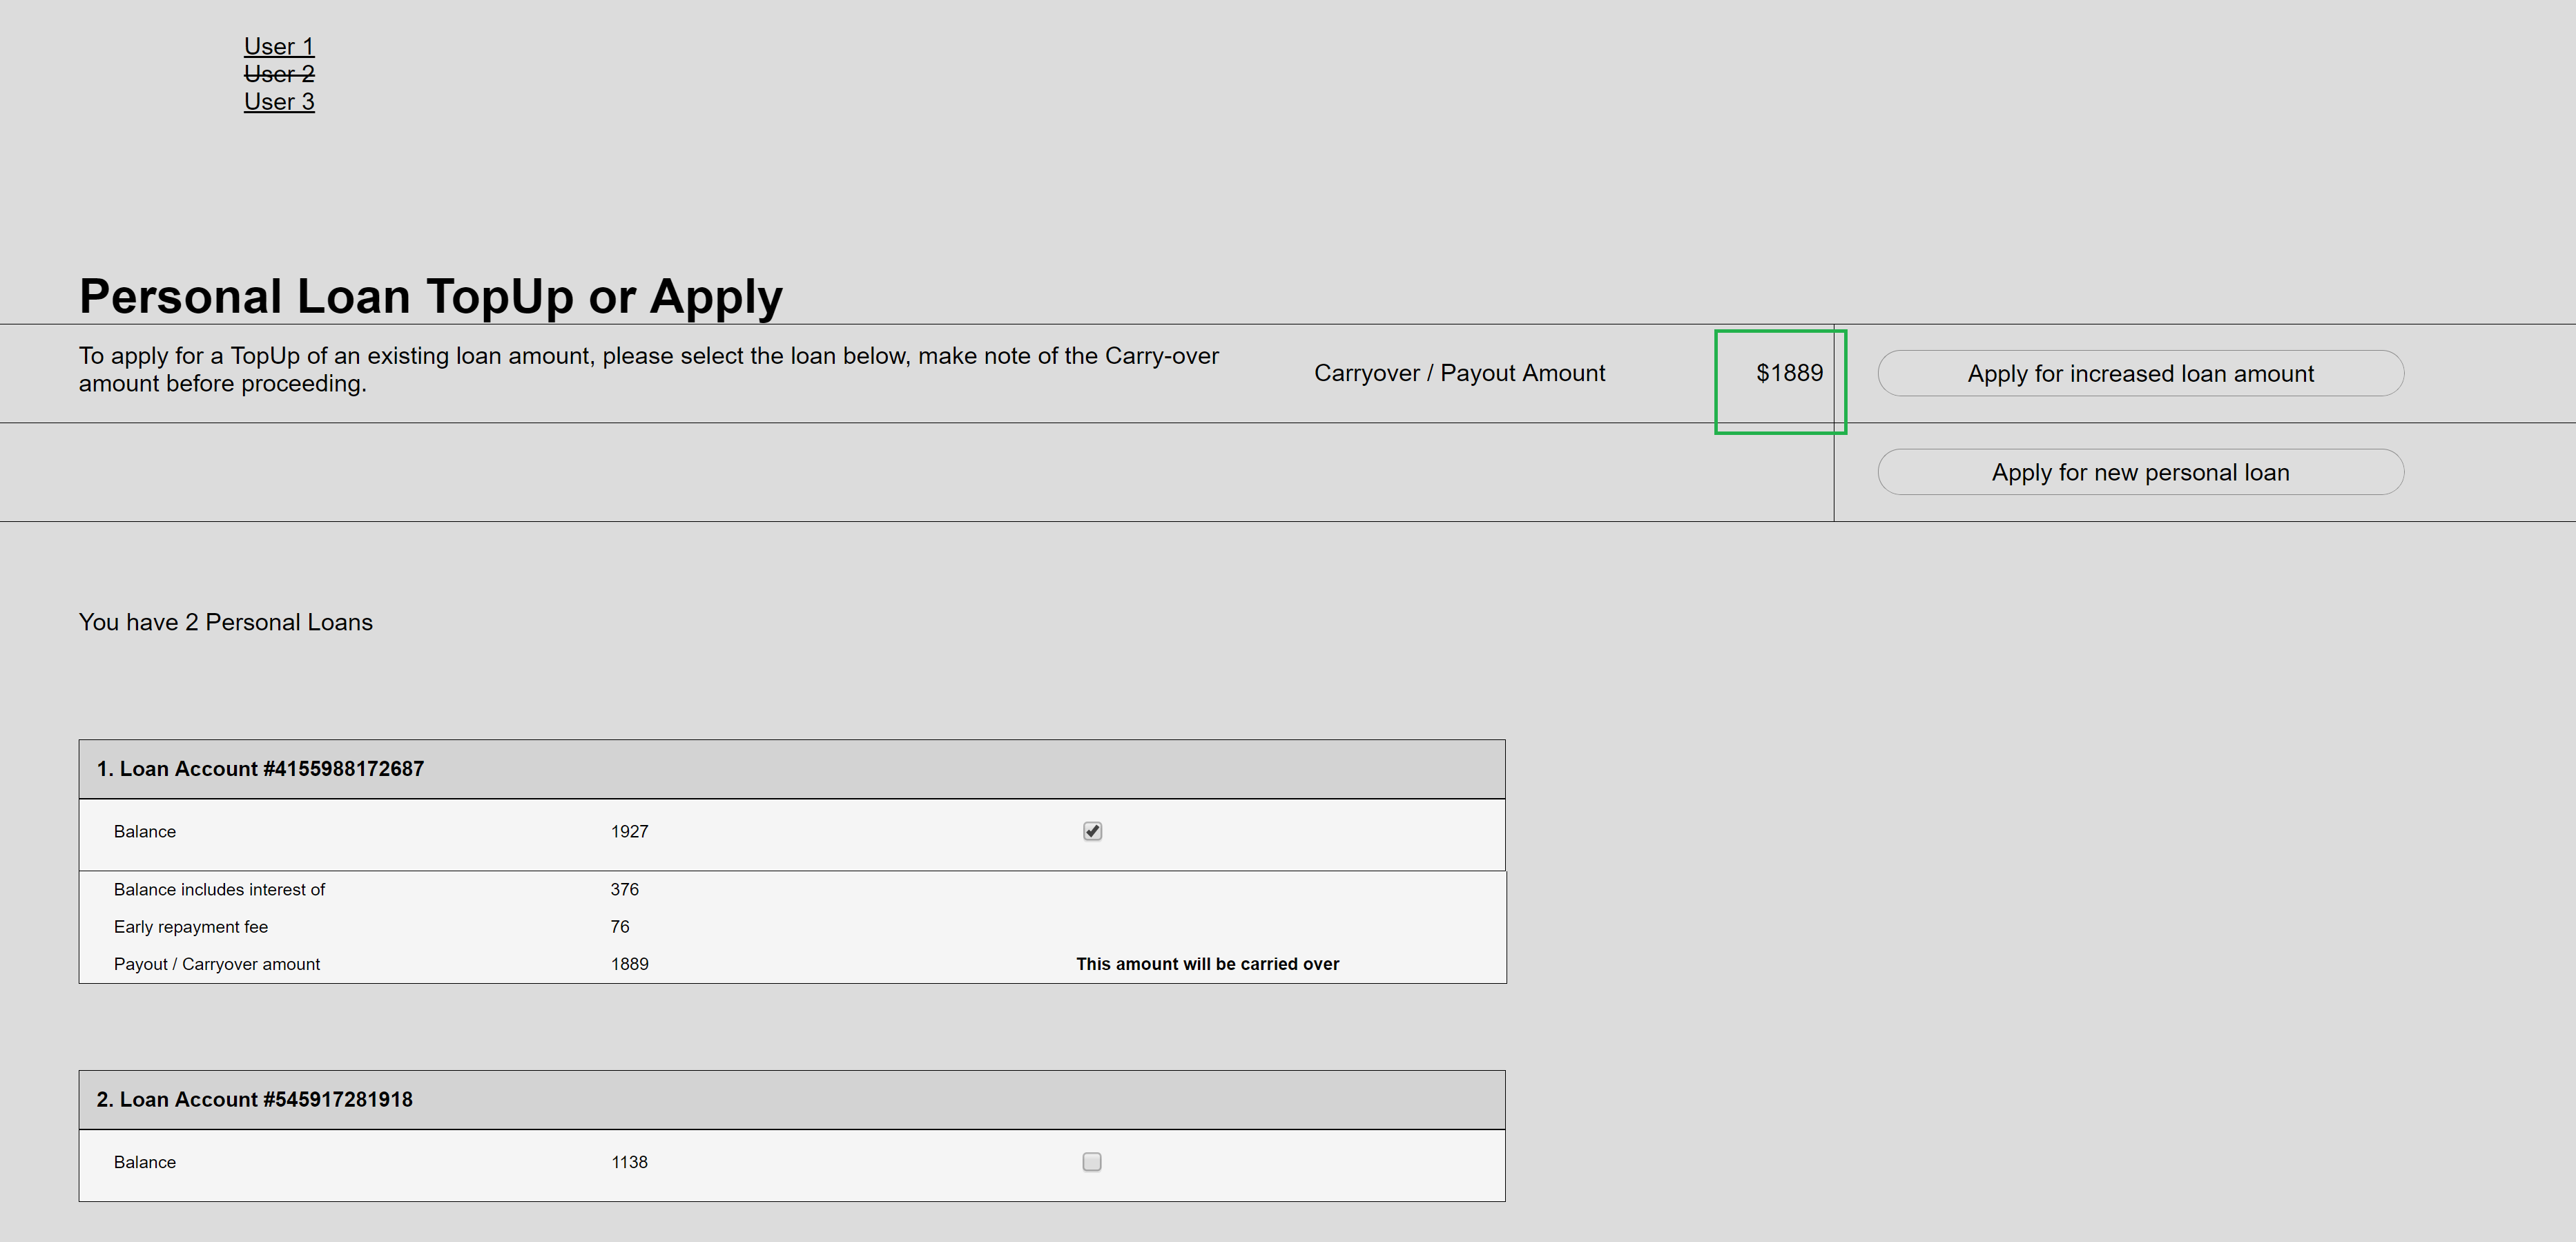 User 1
User 2
User 3
Personal Loan TopUp or Apply
To apply for a TopUp of an existing loan amount, please select the loan below, make note of the Carry-over
amount before proceeding.
Carryover / Payout Amount
$1889
Apply for increased loan amount
Apply for new personal loan
You have 2 Personal Loans
1. Loan Account #4155988172687
Balance 1927
Balance includes interest of 376
Early repayment fee 76
Payout / Carryover amount 1889 This amount will be carried over
2. Loan Account #545917281918
Balance 1138